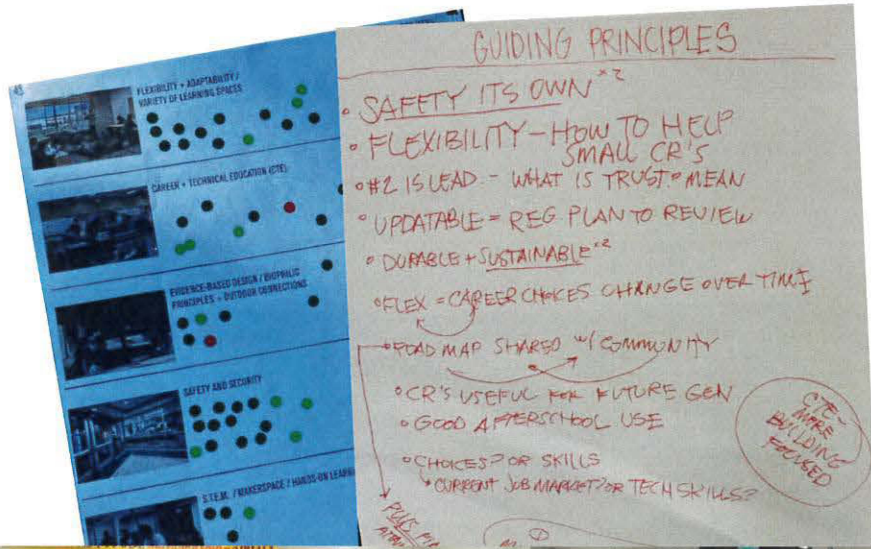 FLEXIBILITY + ADAPTABILITY /
VARIETY OF LEARNING SPACES
CAREER + TECHNICAL EDUCATION (CTE)
EVIDENCE-BASED DESIGN / BIOPHILIC
PRINCIPLES + OUTDOOR CONNECTIONS
SAFETY AND SECURITY
S.T.E.M. / MAKERSPACE / HANDS-ON LEARN
GUIDING PRINCIPLES
• SAFETY ITS OWN x2
• FLEXIBILITY - HOW TO HELP
SMALL CR'S
• #2 IS LEAD - WHAT IS TRUST? MEAN
• UPDATABLE = REG PLAN TO REVIEW
• DURABLE + SUSTAINABLE x2
• FLEX = CAREER CHOICES CHANGE OVER TIME
• ROAD MAP SHARED w/ COMMUNITY
• CR'S USEFUL FOR FUTURE GEN
• GOOD AFTERSCHOOL USE
• CHOICES? OR SKILLS
• CURRENT JOB MARKET? OR TECH SKILLS?
CTE-
MORE
BUILDING
FOCUSED